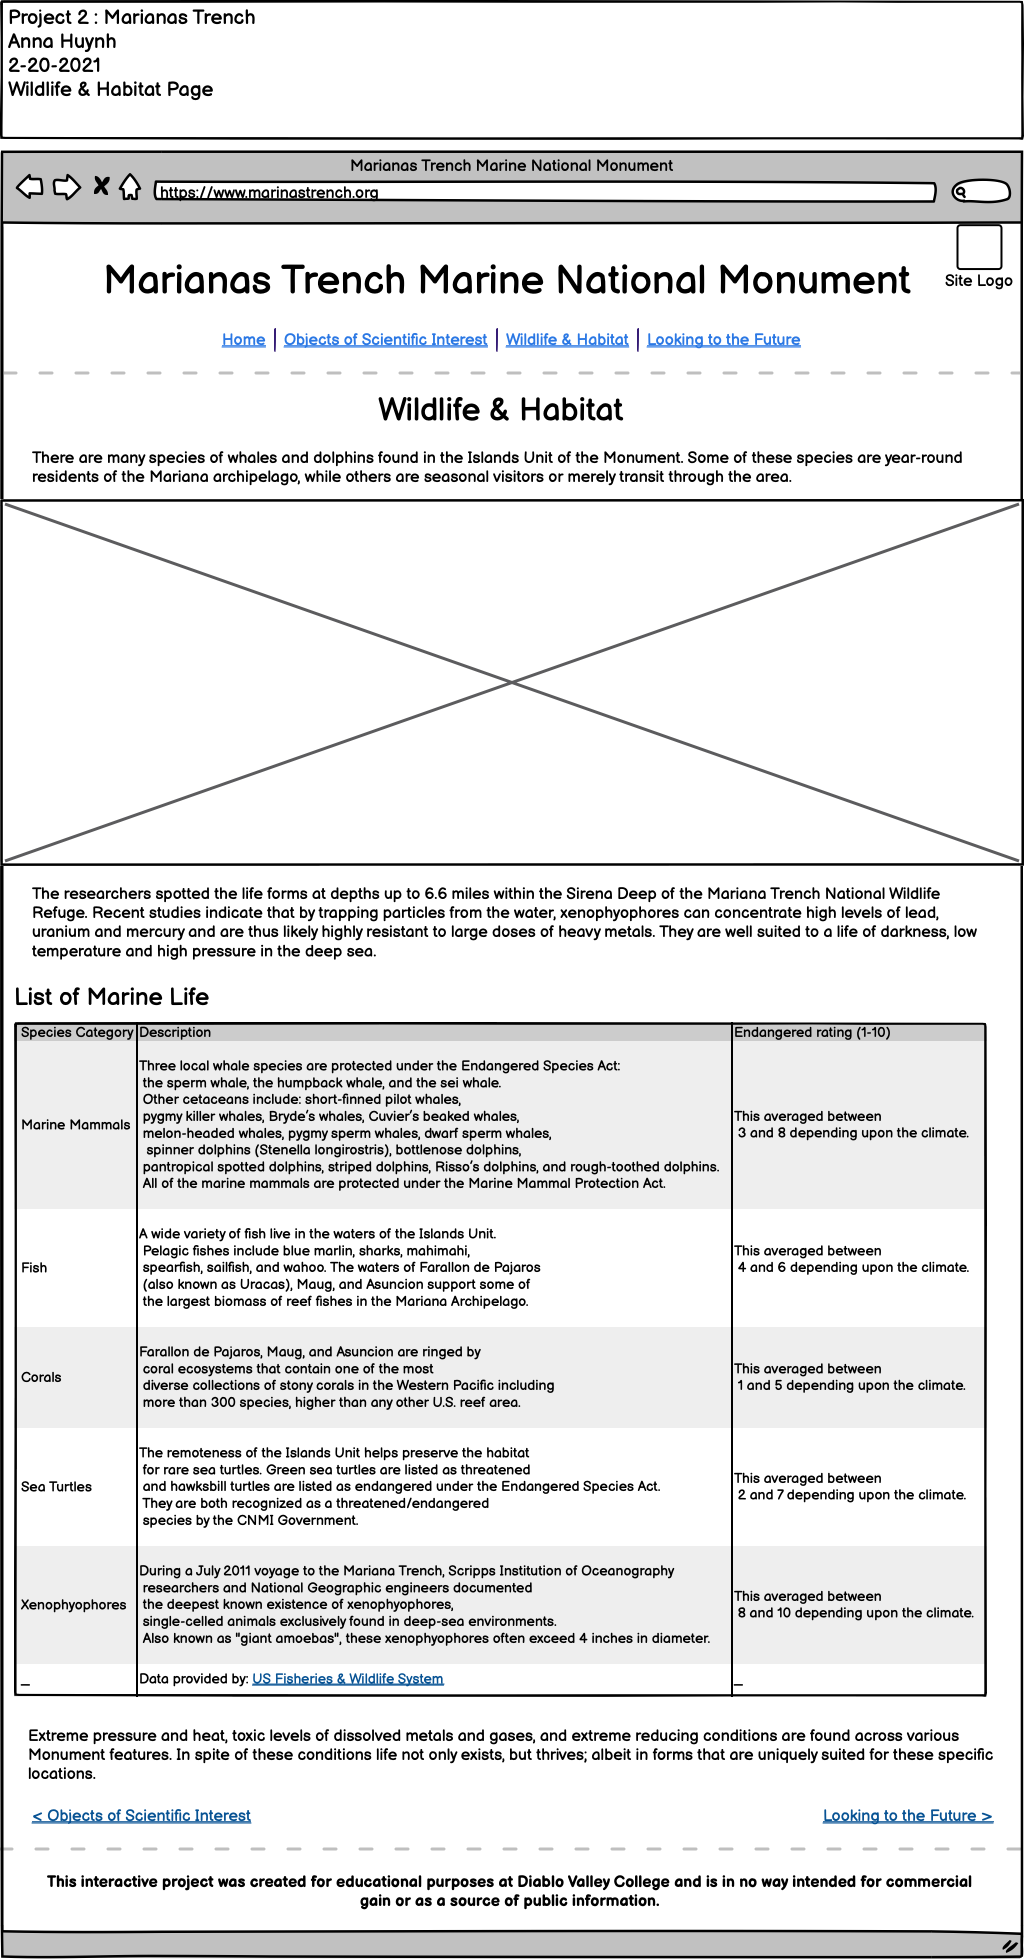 Project 2 : Marianas Trench
Anna Huynh
2-20-2021
Wildlife & Habitat Page
Marianas Trench Marine National Monument
https://www.marinastrench.org
Site Logo
Marianas Trench Marine National Monument
Home | Objects of Scientific Interest | Wildlife & Habitat | Looking to the Future
Wildlife & Habitat
There are many species of whales and dolphins found in the Islands Unit of the Monument. Some of these species are year-round
residents of the Mariana archipelago, while others are seasonal visitors or merely transit through the area.
The researchers spotted the life forms at depths up to 6.6 miles within the Sirena Deep of the Mariana Trench National Wildlife
Refuge. Recent studies indicate that by trapping particles from the water, xenophyophores can concentrate high levels of lead,
uranium and mercury and are thus likely highly resistant to large doses of heavy metals. They are well suited to a life of darkness, low
temperature and high pressure in the deep sea.
List of Marine Life
Species Category Description Endangered rating (1-10)
Marine Mammals
Three local whale species are protected under the Endangered Species Act:
the sperm whale, the humpback whale, and the sei whale.
Other cetaceans include: short-finned pilot whales,
pygmy killer whales, Bryde's whales, Cuvier's beaked whales,
melon-headed whales, pygmy sperm whales, dwarf sperm whales,
spinner dolphins (Stenella longirostris), bottlenose dolphins,
pantropical spotted dolphins, striped dolphins, Risso's dolphins, and rough-toothed dolphins.
All of the marine mammals are protected under the Marine Mammal Protection Act.
This averaged between
3 and 8 depending upon the climate.
Fish
A wide variety of fish live in the waters of the Islands Unit.
Pelagic fishes include blue marlin, sharks, mahimahi,
spearfish, sailfish, and wahoo. The waters of Farallon de Pajaros
(also known as Uracas), Maug, and Asuncion support some of
the largest biomass of reef fishes in the Mariana Archipelago.
This averaged between
4 and 6 depending upon the climate.
Corals
Farallon de Pajaros, Maug, and Asuncion are ringed by
coral ecosystems that contain one of the most
diverse collections of stony corals in the Western Pacific including
more than 300 species, higher than any other U.S. reef area.
This averaged between
1 and 5 depending upon the climate.
Sea Turtles
The remoteness of the Islands Unit helps preserve the habitat
for rare sea turtles. Green sea turtles are listed as threatened
and hawksbill turtles are listed as endangered under the Endangered Species Act.
They are both recognized as a threatened/endangered
species by the CNMI Government.
This averaged between
2 and 7 depending upon the climate.
Xenophyophores
During a July 2011 voyage to the Mariana Trench, Scripps Institution of Oceanography
researchers and National Geographic engineers documented
the deepest known existence of xenophyophores,
single-celled animals exclusively found in deep-sea environments.
Also known as "giant amoebas", these xenophyophores often exceed 4 inches in diameter.
This averaged between
8 and 10 depending upon the climate.
_ Data provided by: US Fisheries & Wildlife System _
Extreme pressure and heat, toxic levels of dissolved metals and gases, and extreme reducing conditions are found across various
Monument features. In spite of these conditions life not only exists, but thrives; albeit in forms that are uniquely suited for these specific
locations.
< Objects of Scientific Interest
Looking to the Future >
This interactive project was created for educational purposes at Diablo Valley College and is in no way intended for commercial
gain or as a source of public information.